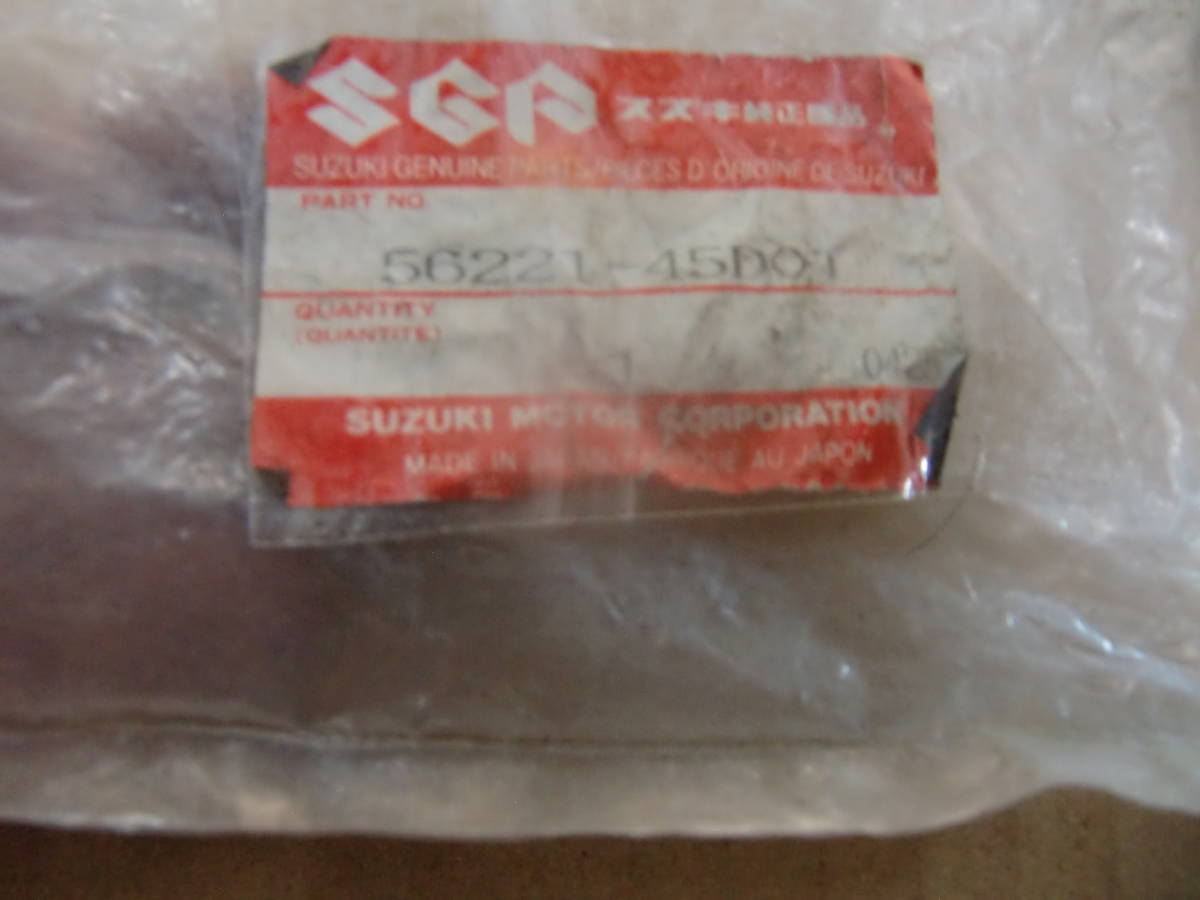 SGP スズキ純正部品
SUZUKI GENUINE PARTS/PIECES D'ORIGINE DE SUZUKI
PART NO.
56221-45D01
QUANTITY
(QUANTITE)
1
SUZUKI MOTOR CORPORATION
MADE IN AU JAPON